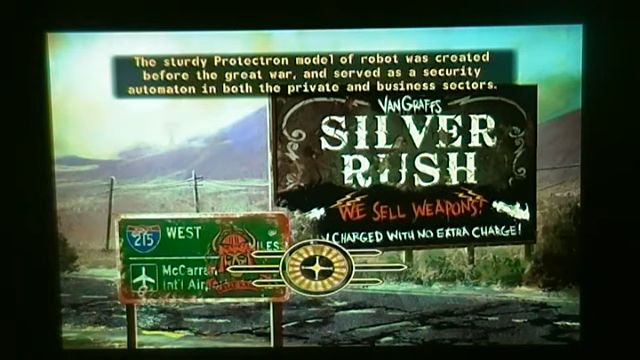 The sturdy Protectron model of robot was created
before the great war, and served as a security
automaton in both the private and business sectors.
VANGRAFFS
SILVER
RUSH
WE SELL WEAPONS!
CHARGED WITH NO EXTRA CHARGE!
215 WEST
McCarran
Int'l Air